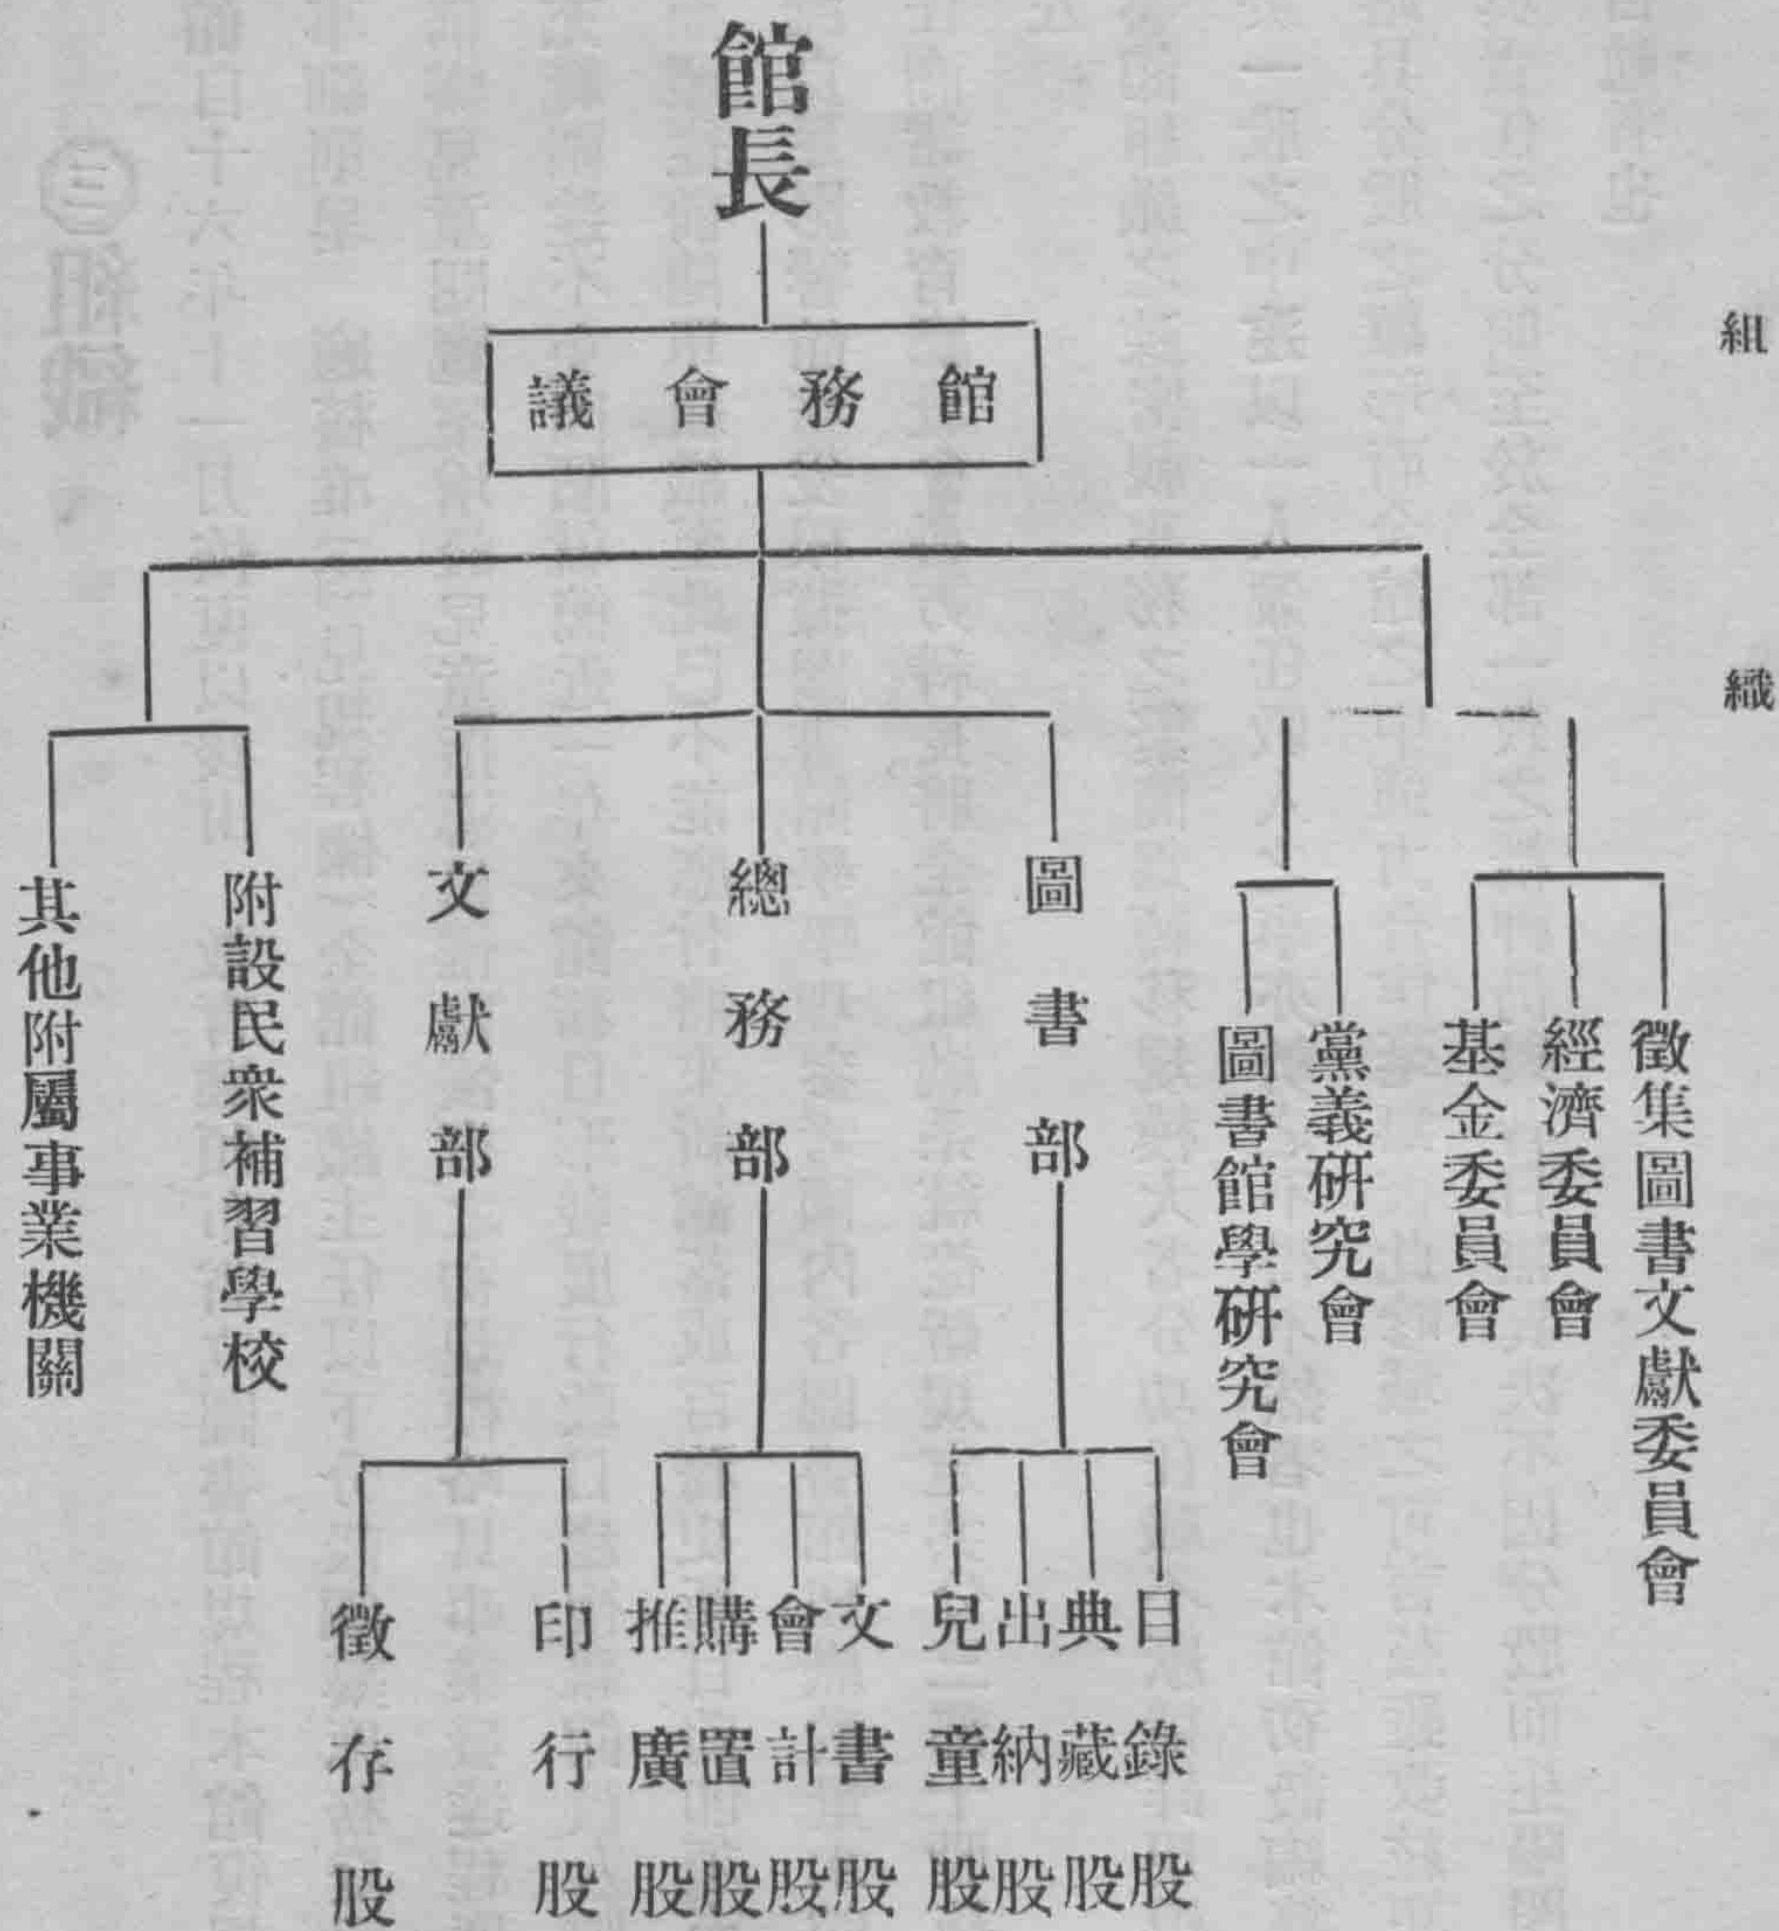 組織
館長
館務會議
徵集圖書文獻委員會
經濟委員會
基金委員會
黨義研究會
圖書館學研究會
圖書部
目錄股
典藏股
出納股
兒童股
總務部
文書股
會計股
購置股
推廣股
文獻部
印行股
徵存股
附設民衆補習學校
其他附屬事業機關